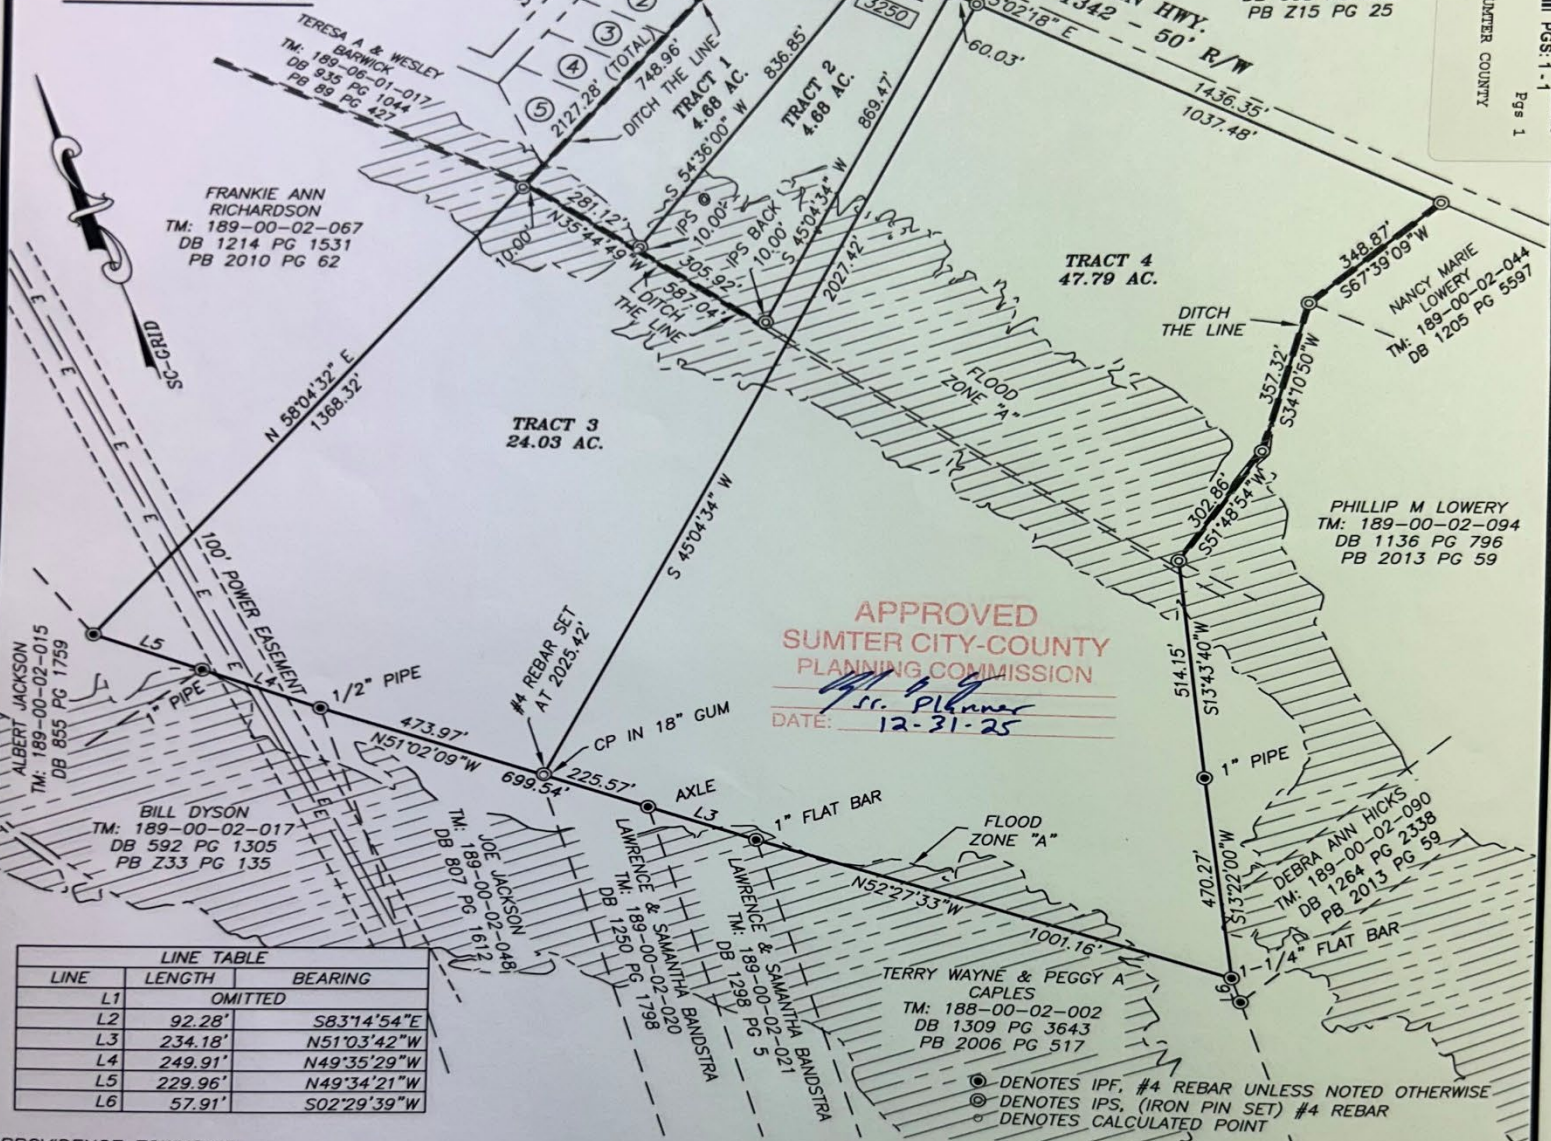 PB Z15 PG 25
PGS:1-1
Pgs 1
SUMTER COUNTY
HWY.
1342 - 50' R/W
5°02'18" E
60.03'
3250
1436.35'
1037.48'
TERESA A & WESLEY
BARWICK
TM: 189-06-01-017
DB 935 PG 1044
PB 89 PG 427
3
4
5
2127.28' (TOTAL)
748.96'
DITCH THE LINE
TRACT 1
4.68 AC.
836.85'
S 54°36'00" W
TRACT 2
4.68 AC.
869.47'
S 45°04'34" W
2027.42'
FRANKIE ANN
RICHARDSON
TM: 189-00-02-067
DB 1214 PG 1531
PB 2010 PG 62
10.00'
281.12'
N35°44'49"W
IPS
10.00'
IPS BACK
10.00'
305.92'
587.04'
DITCH
THE LINE
SC-GRID
N 58°04'32" E
1368.32'
TRACT 3
24.03 AC.
TRACT 4
47.79 AC.
FLOOD
ZONE "A"
DITCH
THE LINE
348.87'
S67°39'09"W
NANCY MARIE
LOWERY
TM: 189-00-02-044
DB 1205 PG 5597
357.32'
S34°10'50"W
302.86'
S51°48'54"W
PHILLIP M LOWERY
TM: 189-00-02-094
DB 1136 PG 796
PB 2013 PG 59
S 45°04'34" W
E
E
E
E
E
E
E
100' POWER EASEMENT
APPROVED
SUMTER CITY-COUNTY
PLANNING COMMISSION
Sr. Planner
DATE: 12-31-25
514.15'
S13°43'40"W
1" PIPE
470.27'
S13°22'00"W
DEBRA ANN HICKS
TM: 189-00-02-090
DB 1264 PG 2338
PB 2013 PG 59
1-1/4" FLAT BAR
L6
ALBERT JACKSON
TM: 189-00-02-015
DB 855 PG 1759
L5
1" PIPE
L4
1/2" PIPE
473.97'
N51°02'09"W
#4 REBAR SET
AT 2025.42'
CP IN 18" GUM
699.54'
225.57'
AXLE
L3
1" FLAT BAR
FLOOD
ZONE "A"
N52°27'33"W
1001.16'
BILL DYSON
TM: 189-00-02-017
DB 592 PG 1305
PB Z33 PG 135
JOE JACKSON
TM: 189-00-02-048
DB 807 PG 1612
LAWRENCE & SAMANTHA BANDSTRA
TM: 189-00-02-020
DB 1250 PG 1798
LAWRENCE & SAMANTHA BANDSTRA
TM: 189-00-02-021
DB 1298 PG 5
TERRY WAYNE & PEGGY A
CAPLES
TM: 188-00-02-002
DB 1309 PG 3643
PB 2006 PG 517
LINE TABLE
LINE LENGTH BEARING
L1 OMITTED
L2 92.28' S83°14'54"E
L3 234.18' N51°03'42"W
L4 249.91' N49°35'29"W
L5 229.96' N49°34'21"W
L6 57.91' S02°29'39"W
DENOTES IPF, #4 REBAR UNLESS NOTED OTHERWISE
DENOTES IPS, (IRON PIN SET) #4 REBAR
DENOTES CALCULATED POINT